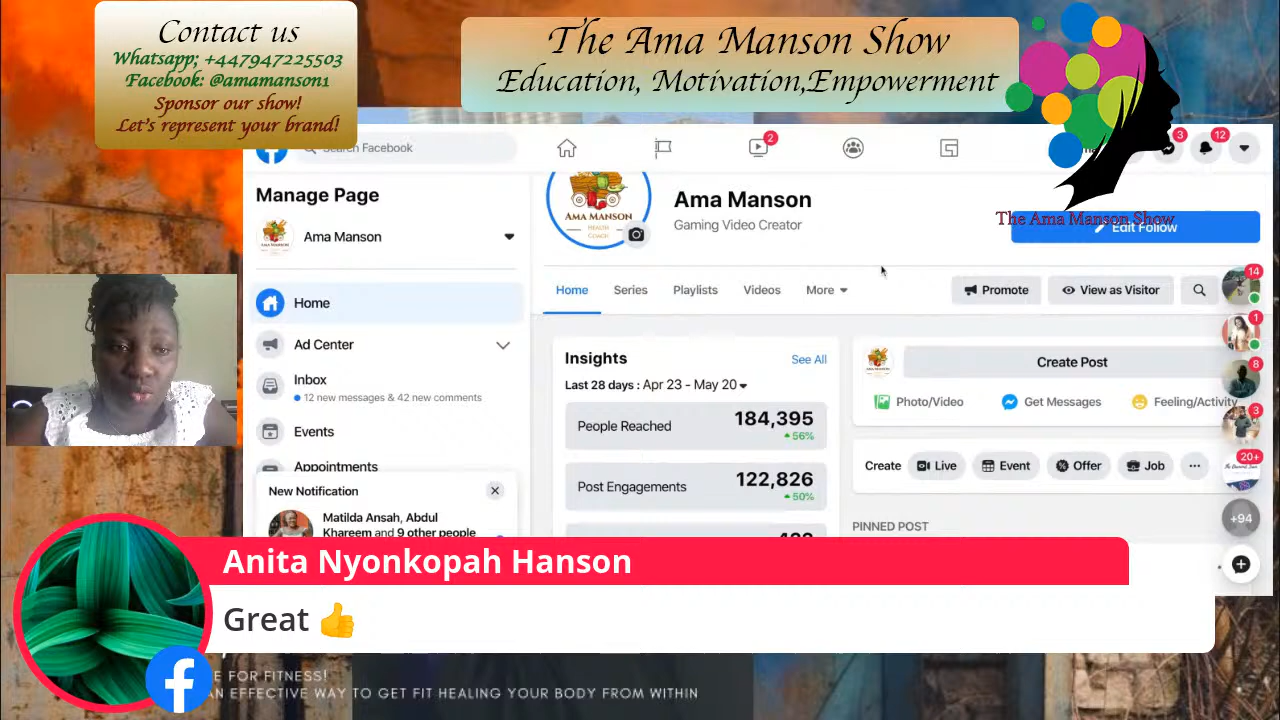 Contact us
Whatsapp; +447947225503
Facebook: @amamanson1
Sponsor our show!
Let's represent your brand!
The Ama Manson Show
Education, Motivation,Empowerment
The Ama Manson Show
Search Facebook
2
3
12
Manage Page
Ama Manson
Home
Ad Center
Inbox
12 new messages & 42 new comments
Events
Appointments
New Notification
Matilda Ansah, Abdul
Khareem and 9 other people
AMA MANSON
HEALTH
COACH
Ama Manson
Gaming Video Creator
Edit Follow
Home Series Playlists Videos More
Promote View as Visitor
Insights See All
Last 28 days : Apr 23 - May 20
People Reached 184,395
56%
Post Engagements 122,826
50%
Create Post
Photo/Video Get Messages Feeling/Activity
Create Live Event Offer Job
PINNED POST
14
1
8
3
20+
+94
Anita Nyonkopah Hanson
Great 👍
E FOR FITNESS!
AN EFFECTIVE WAY TO GET FIT HEALING YOUR BODY FROM WITHIN